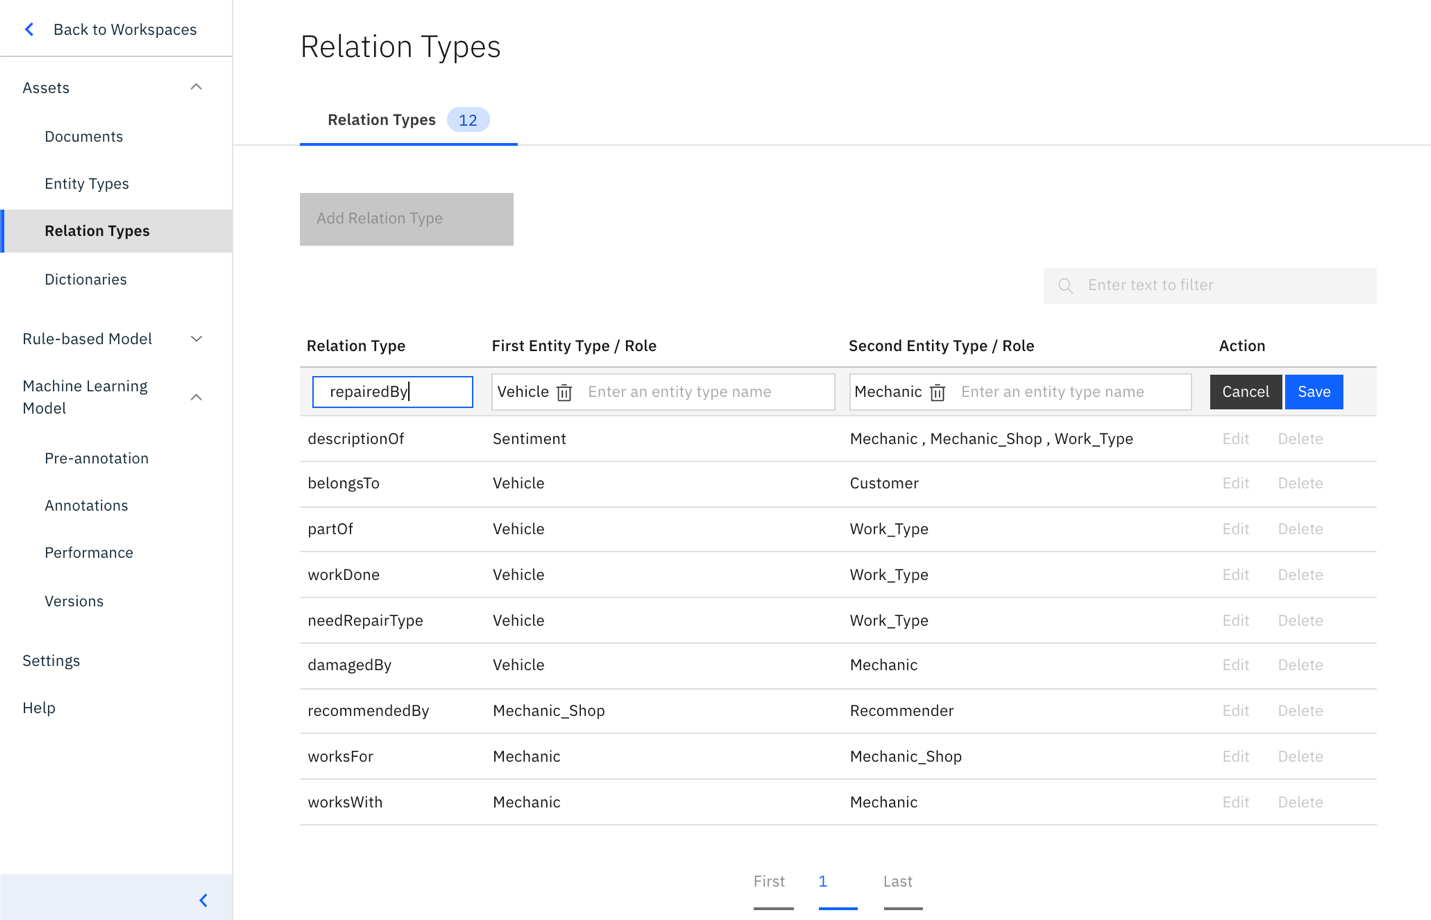 Back to Workspaces
Assets
Documents
Entity Types
Relation Types
Dictionaries
Rule-based Model
Machine Learning
Model
Pre-annotation
Annotations
Performance
Versions
Settings
Help
Relation Types
Relation Types 12
Add Relation Type
Enter text to filter
Relation Type First Entity Type / Role Second Entity Type / Role Action
repairedBy Vehicle Enter an entity type name Mechanic Enter an entity type name Cancel Save
descriptionOf Sentiment Mechanic , Mechanic_Shop , Work_Type Edit Delete
belongsTo Vehicle Customer Edit Delete
partOf Vehicle Work_Type Edit Delete
workDone Vehicle Work_Type Edit Delete
needRepairType Vehicle Work_Type Edit Delete
damagedBy Vehicle Mechanic Edit Delete
recommendedBy Mechanic_Shop Recommender Edit Delete
worksFor Mechanic Mechanic_Shop Edit Delete
worksWith Mechanic Mechanic Edit Delete
First 1 Last